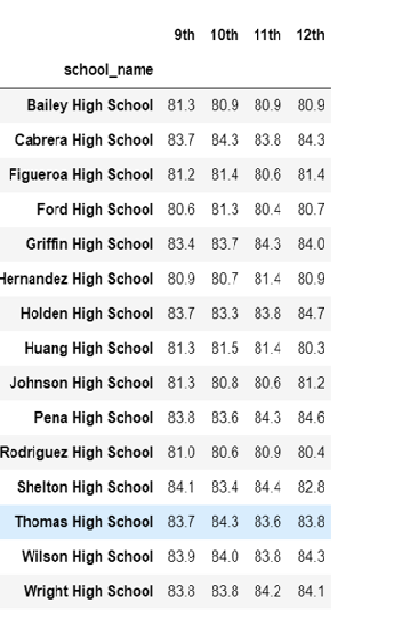 9th 10th 11th 12th
school_name
Bailey High School 81.3 80.9 80.9 80.9
Cabrera High School 83.7 84.3 83.8 84.3
Figueroa High School 81.2 81.4 80.6 81.4
Ford High School 80.6 81.3 80.4 80.7
Griffin High School 83.4 83.7 84.3 84.0
Hernandez High School 80.9 80.7 81.4 80.9
Holden High School 83.7 83.3 83.8 84.7
Huang High School 81.3 81.5 81.4 80.3
Johnson High School 81.3 80.8 80.6 81.2
Pena High School 83.8 83.6 84.3 84.6
Rodriguez High School 81.0 80.6 80.9 80.4
Shelton High School 84.1 83.4 84.4 82.8
Thomas High School 83.7 84.3 83.6 83.8
Wilson High School 83.9 84.0 83.8 84.3
Wright High School 83.8 83.8 84.2 84.1